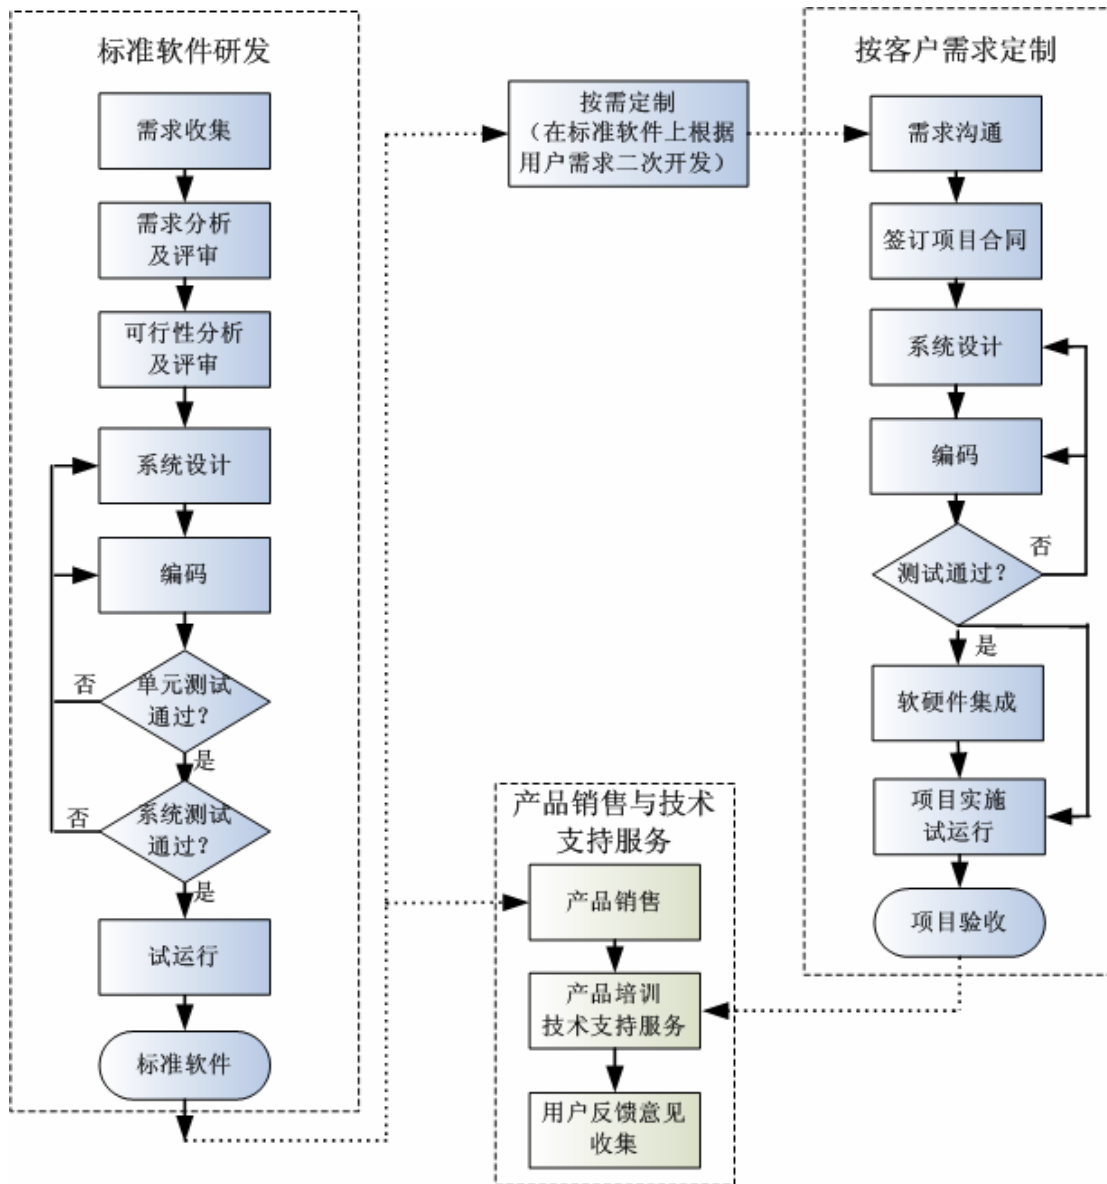 标准软件研发
需求收集
需求分析
及评审
可行性分析
及评审
系统设计
编码
单元测试
通过？
否
是
系统测试
通过？
否
是
试运行
标准软件
按需定制
（在标准软件上根据
用户需求二次开发）
产品销售与技术
支持服务
产品销售
产品培训
技术支持服务
用户反馈意见
收集
按客户需求定制
需求沟通
签订项目合同
系统设计
编码
测试通过？
否
是
软硬件集成
项目实施
试运行
项目验收